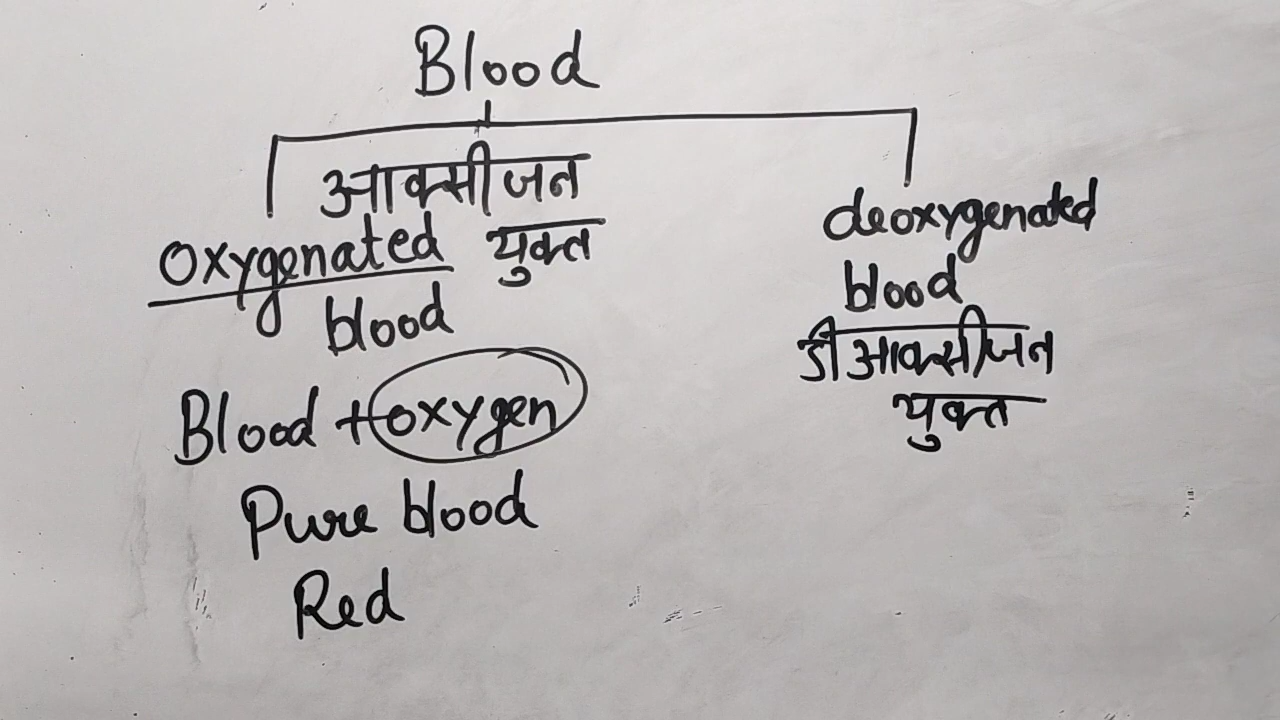 Blood
आक्सीजन
oxygenated युक्त
blood
Blood + oxygen
Pure blood
Red
deoxygenated
blood
डीआक्सीजन
युक्त